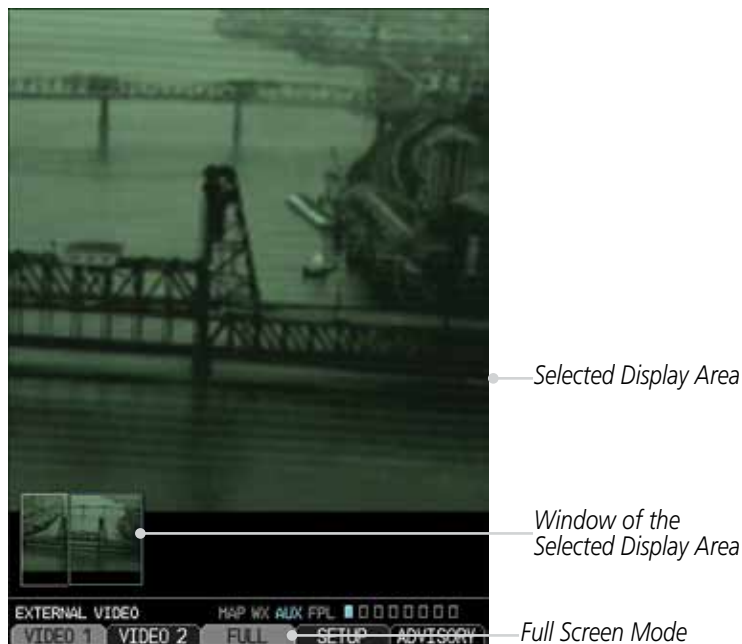 Selected Display Area
Window of the
Selected Display Area
EXTERNAL VIDEO MAP WX AUX FPL
VIDEO 1 VIDEO 2 FULL SETUP ADVISORY
Full Screen Mode